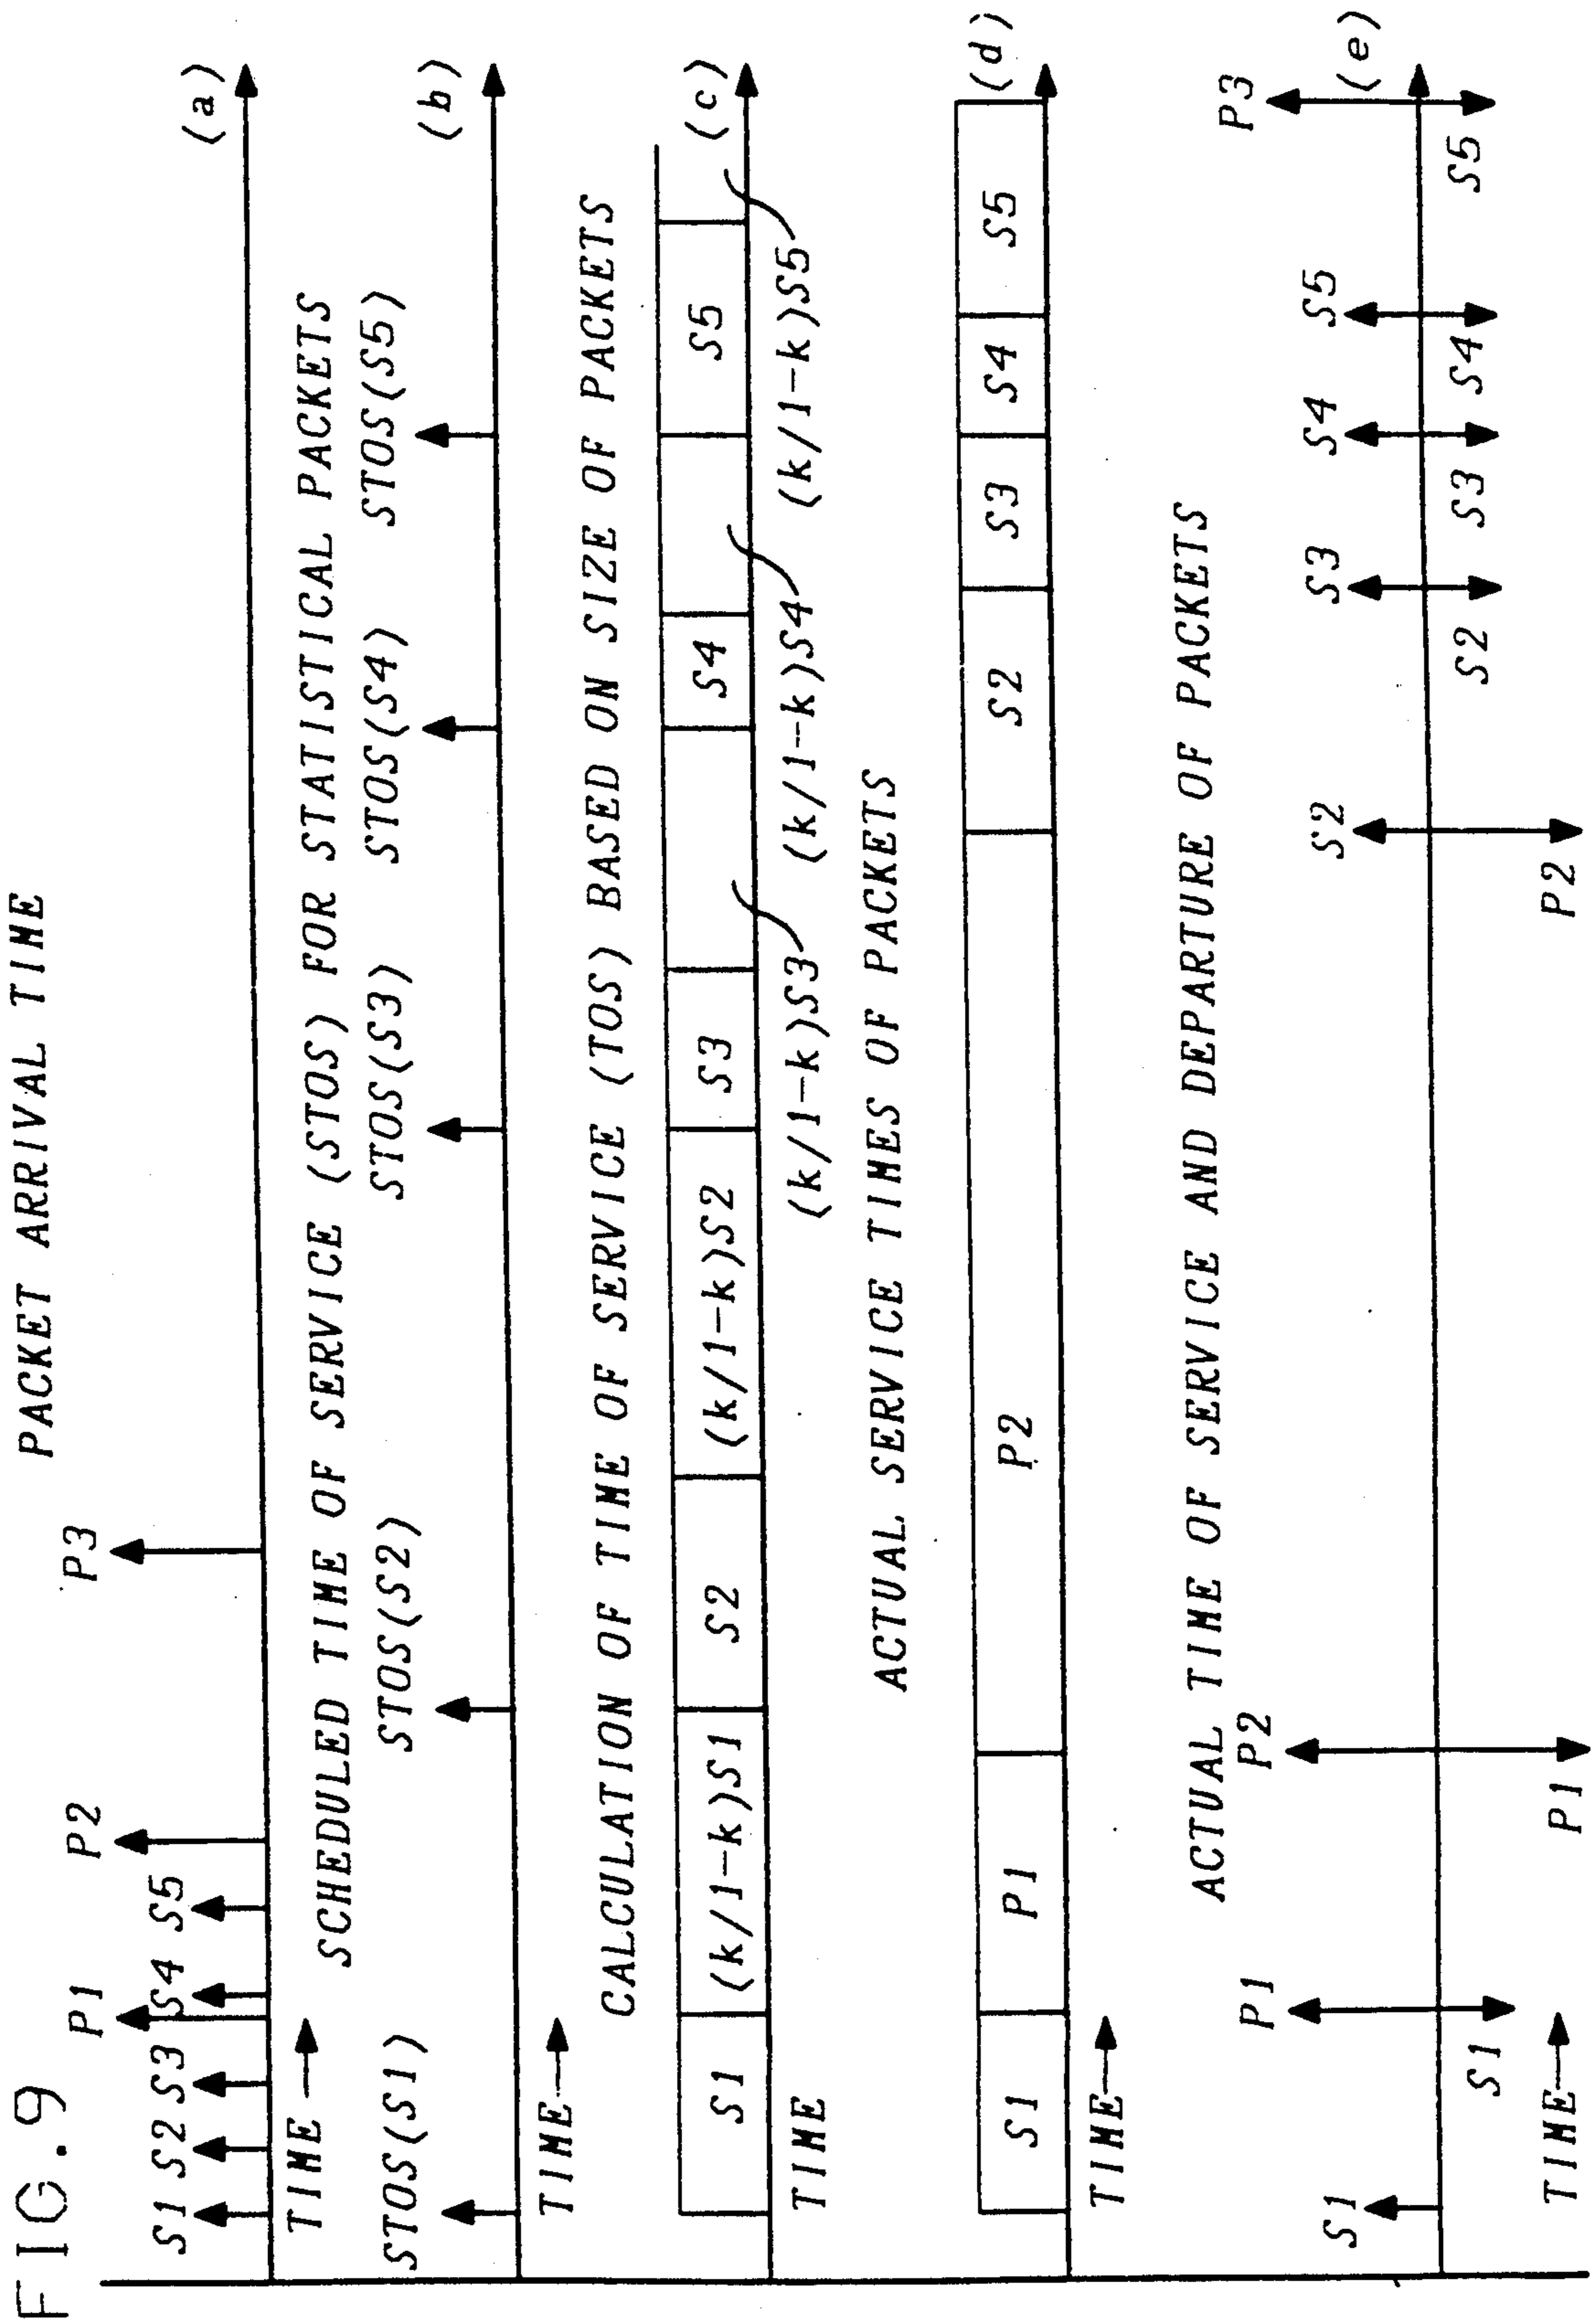 FIG.9
PACKET ARRIVAL TIME
S1 S2 S3 P1 S4 S5 P2 P3
(a)
TIME
SCHEDULED TIME OF SERVICE (STOS) FOR STATISTICAL PACKETS
STOS(S1) STOS(S2) STOS(S3) STOS(S4) STOS(S5)
(b)
TIME
CALCULATION OF TIME OF SERVICE (TOS) BASED ON SIZE OF PACKETS
S1 (k/1-k)S1 S2 (k/1-k)S2 S3 S4 S5
(c)
TIME
(k/1-k)S3 (k/1-k)S4 (k/1-k)S5
ACTUAL SERVICE TIMES OF PACKETS
S1 P1 P2 S2 S3 S4 S5
(d)
TIME
ACTUAL TIME OF SERVICE AND DEPARTURE OF PACKETS
S1 P1 P2 S2 S3 S4 S5 P3
(e)
S1 P1 P2 S2 S3 S4 S5
TIME